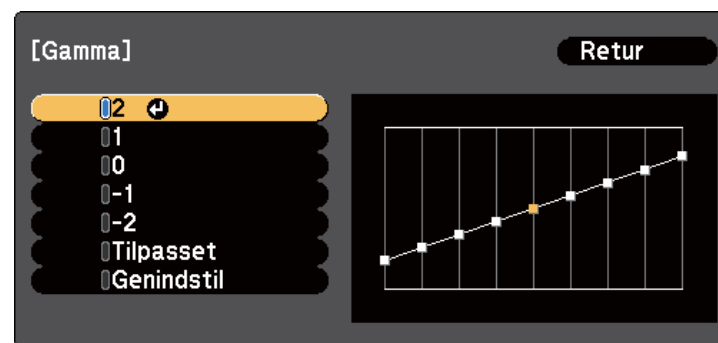 [Gamma]
Retur
2
1
0
-1
-2
Tilpasset
Genindstil